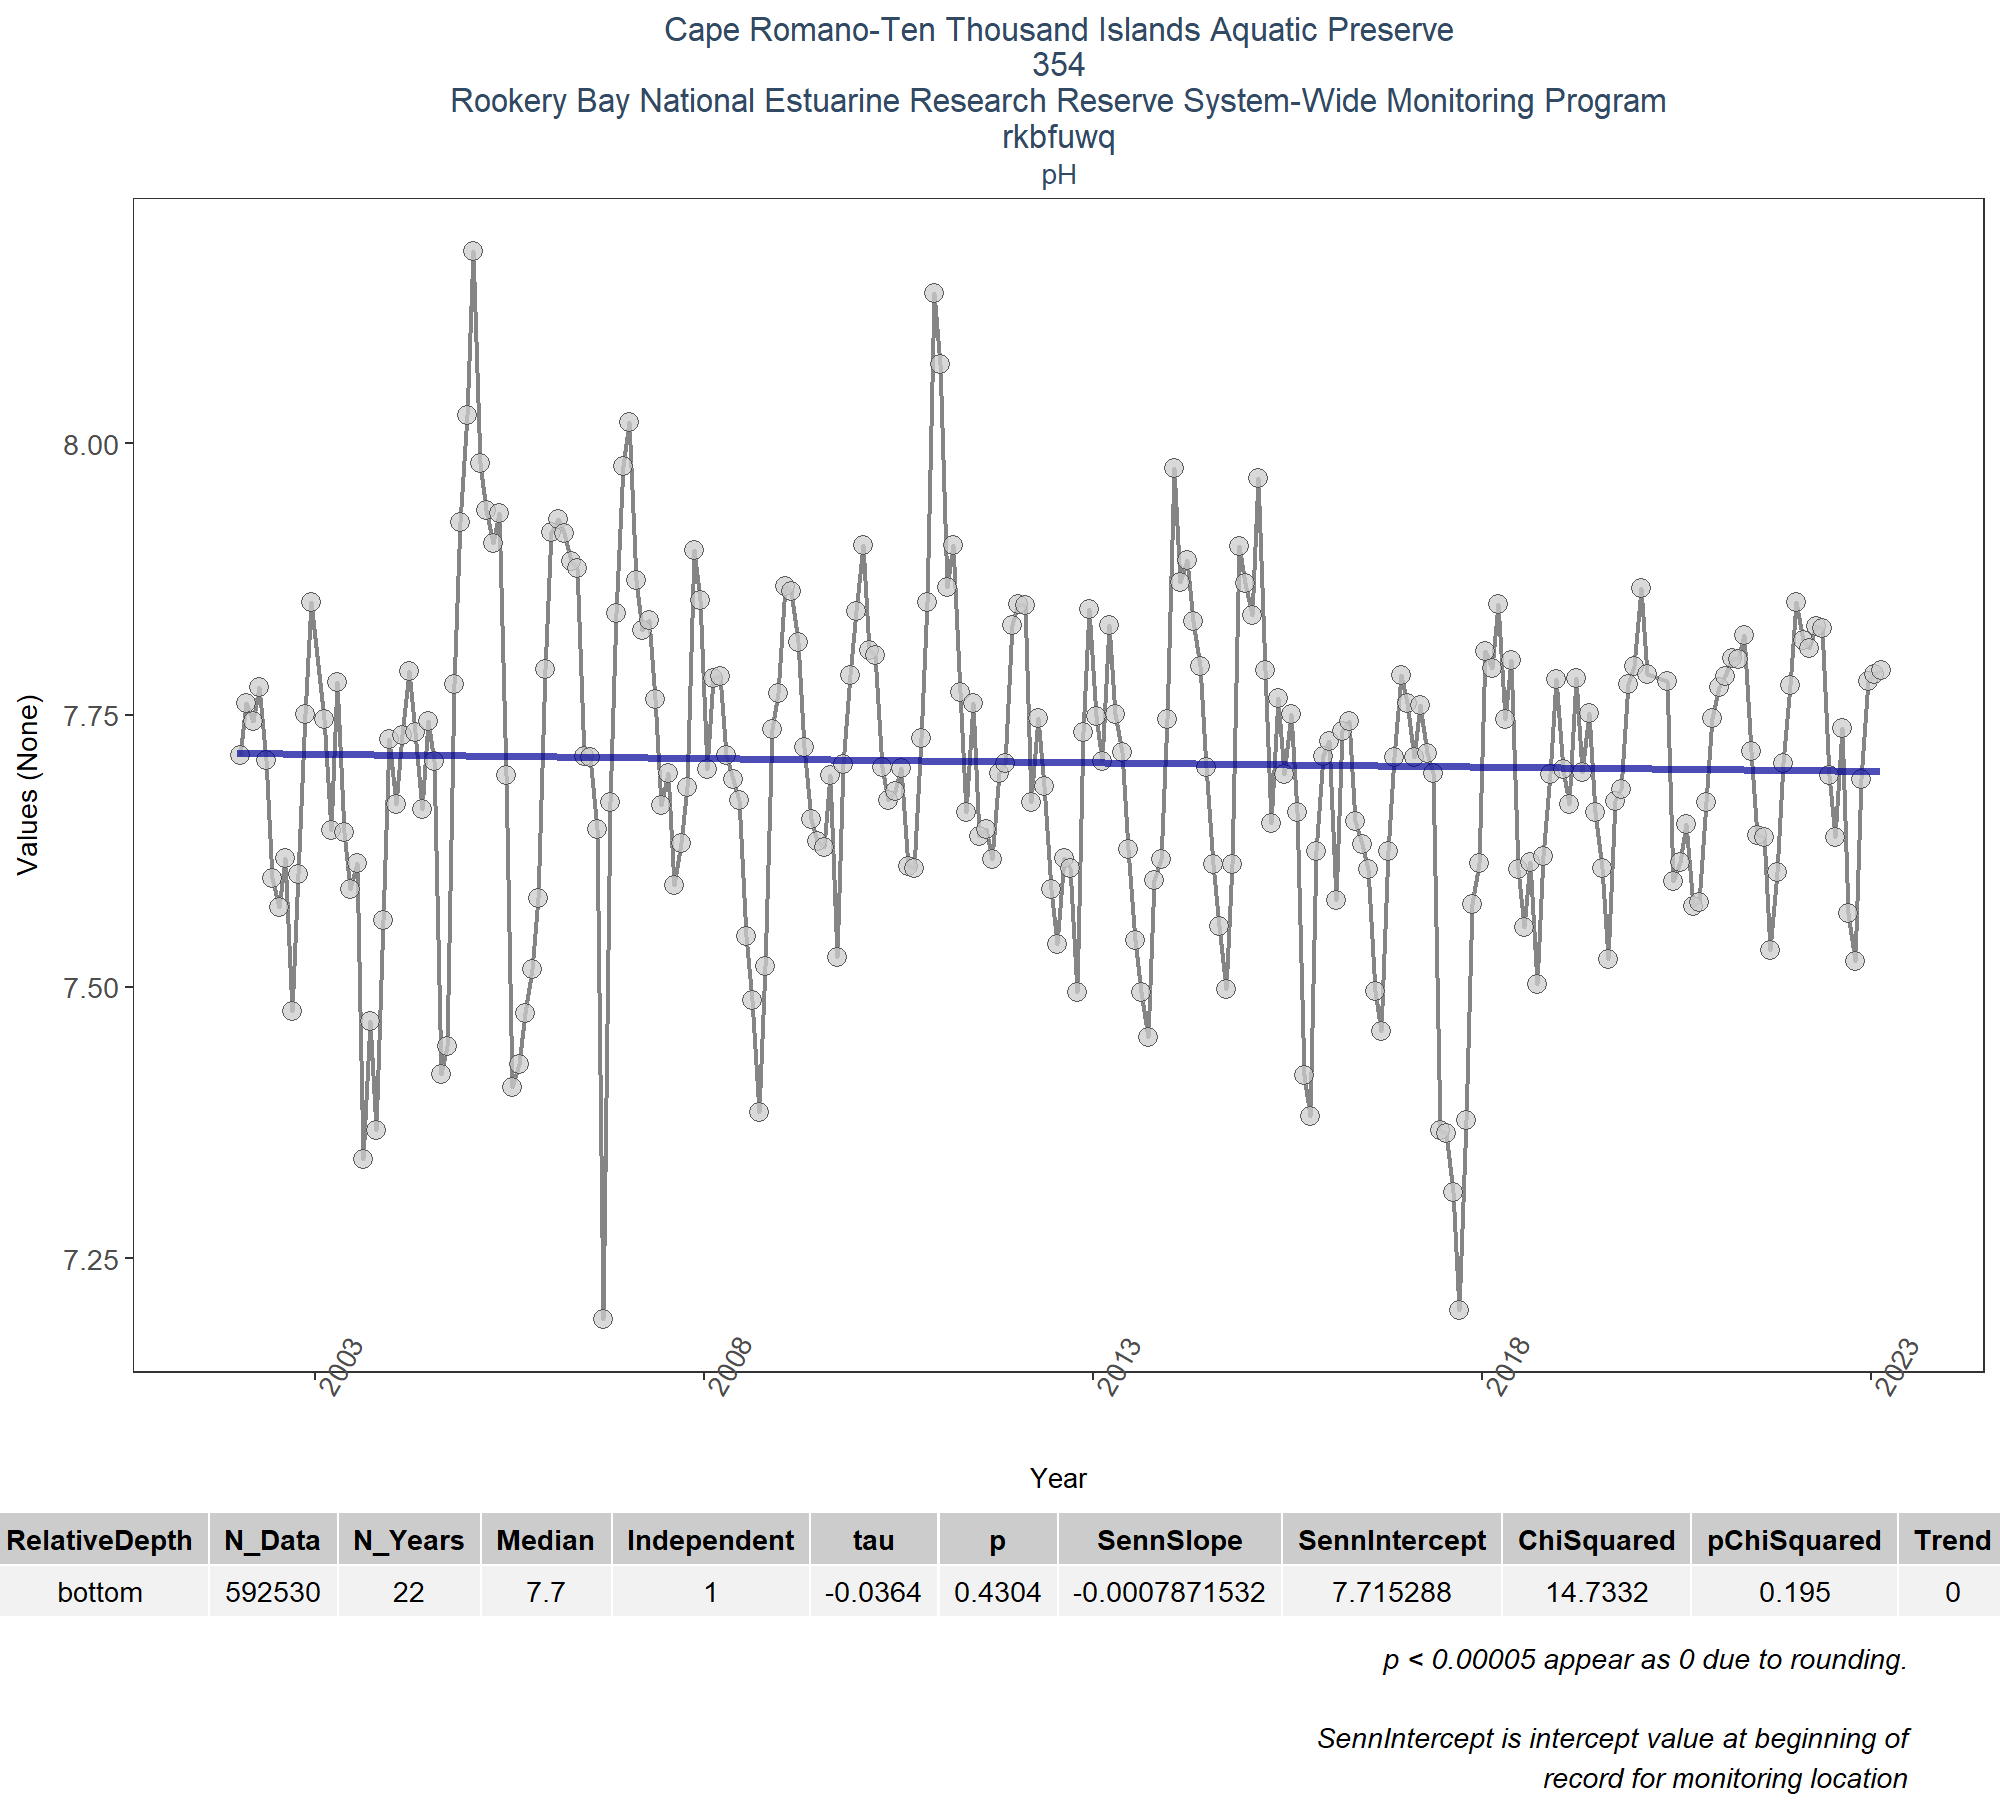 Cape Romano-Ten Thousand Islands Aquatic Preserve
354
Rookery Bay National Estuarine Research Reserve System-Wide Monitoring Program
rkbfuwq
pH
Values (None)
8.00
7.75
7.50
7.25
2003 2008 2013 2018 2023
Year
RelativeDepth N_Data N_Years Median Independent tau p SennSlope SennIntercept ChiSquared pChiSquared Trend
bottom 592530 22 7.7 1 -0.0364 0.4304 -0.0007871532 7.715288 14.7332 0.195 0
p < 0.00005 appear as 0 due to rounding.
SennIntercept is intercept value at beginning of
record for monitoring location